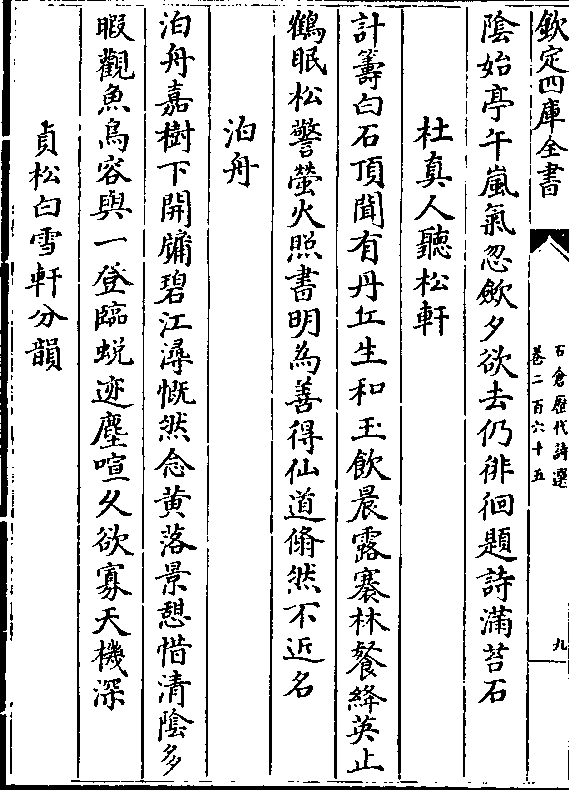 欽定四庫全書
石倉歷代詩選
卷二百六十五
九
陰始亭午嵐氣忽歛夕欲去仍徘徊題詩滿苔石
杜真人聽松軒
計籌白石頂聞有丹丘生和玉飲晨露褰林餐絳英止
鶴眠松警螢火照書明為善得仙道翛然不近名
泊舟
泊舟嘉樹下開牖碧江潯慨然念黄落景憩惜清陰多
暇觀魚鳥容與一登臨蜕迹塵喧久欲寡天機深
貞松白雪軒分韻